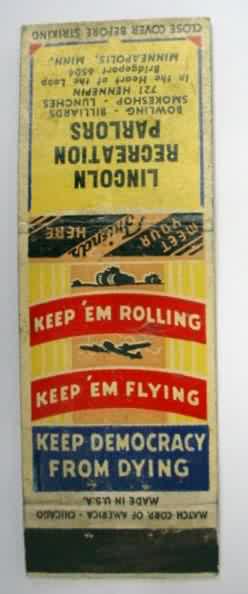 CLOSE COVER BEFORE STRIKING
LINCOLN
RECREATION
PARLORS
BOWLING - BILLIARDS
SMOKESHOP - LUNCHES
721 HENNEPIN
In the Heart of the Loop
Bridgeport 6504
MINNEAPOLIS, MINN.
MEET
YOUR
Friends
HERE
KEEP 'EM ROLLING
KEEP 'EM FLYING
KEEP DEMOCRACY
FROM DYING
MADE IN U.S.A.
MATCH CORP. OF AMERICA - CHICAGO